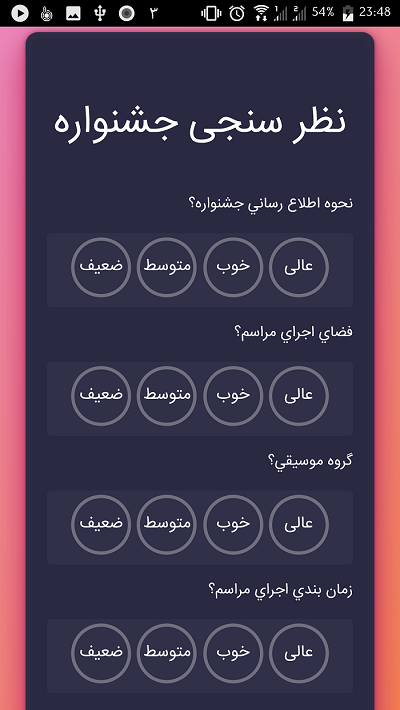 ۳ 54% 23:48
نظر سنجی جشنواره
نحوه اطلاع رساني جشنواره؟
عالی خوب متوسط ضعیف
فضاي اجراي مراسم؟
عالی خوب متوسط ضعیف
گروه موسيقي؟
عالی خوب متوسط ضعیف
زمان بندي اجراي مراسم؟
عالی خوب متوسط ضعیف